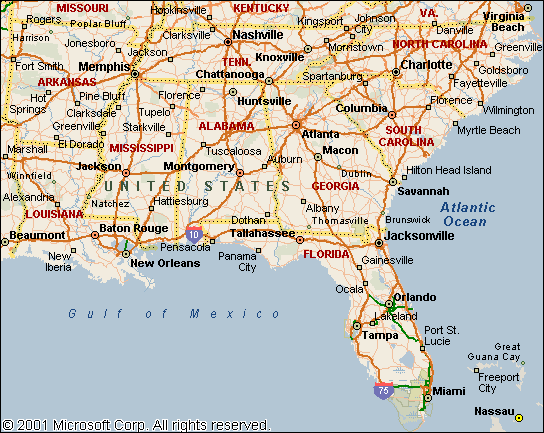 MISSOURI
Hopkinsville
KENTUCKY
Kingsport
Johnson
City
VA.
Virginia
Beach
Rogers
Poplar Bluff
Clarksville
Nashville
Danville
Harrison
Jonesboro
Jackson
Knoxville
Morristown
NORTH CAROLINA
Greenville
Fort Smith
Memphis
TENN.
Spartanburg
Charlotte
Goldsboro
ARKANSAS
Chattanooga
Fayetteville
Hot
Springs
Pine Bluff
Florence
Huntsville
Clarksdale
Tupelo
Columbia
Florence
Wilmington
Greenville
Starkville
ALABAMA
Atlanta
SOUTH
CAROLINA
Myrtle Beach
El Dorado
MISSISSIPPI
Tuscaloosa
Macon
Marshall
Auburn
Winnfield
Jackson
Montgomery
Dublin
Hilton Head Island
UNITED STATES
GEORGIA
Savannah
Alexandria
Natchez
Hattiesburg
Albany
Atlantic
Ocean
LOUISIANA
Dothan
Thomasville
Brunswick
Beaumont
Baton Rouge
10
Tallahassee
Jacksonville
Pensacola
Panama
City
FLORIDA
New
Iberia
New Orleans
Gainesville
Ocala
Orlando
Gulf of Mexico
Lakeland
Tampa
Port St.
Lucie
Great
Guana Cay
Freeport
City
75
Miami
Nassau
© 2001 Microsoft Corp. All rights reserved.